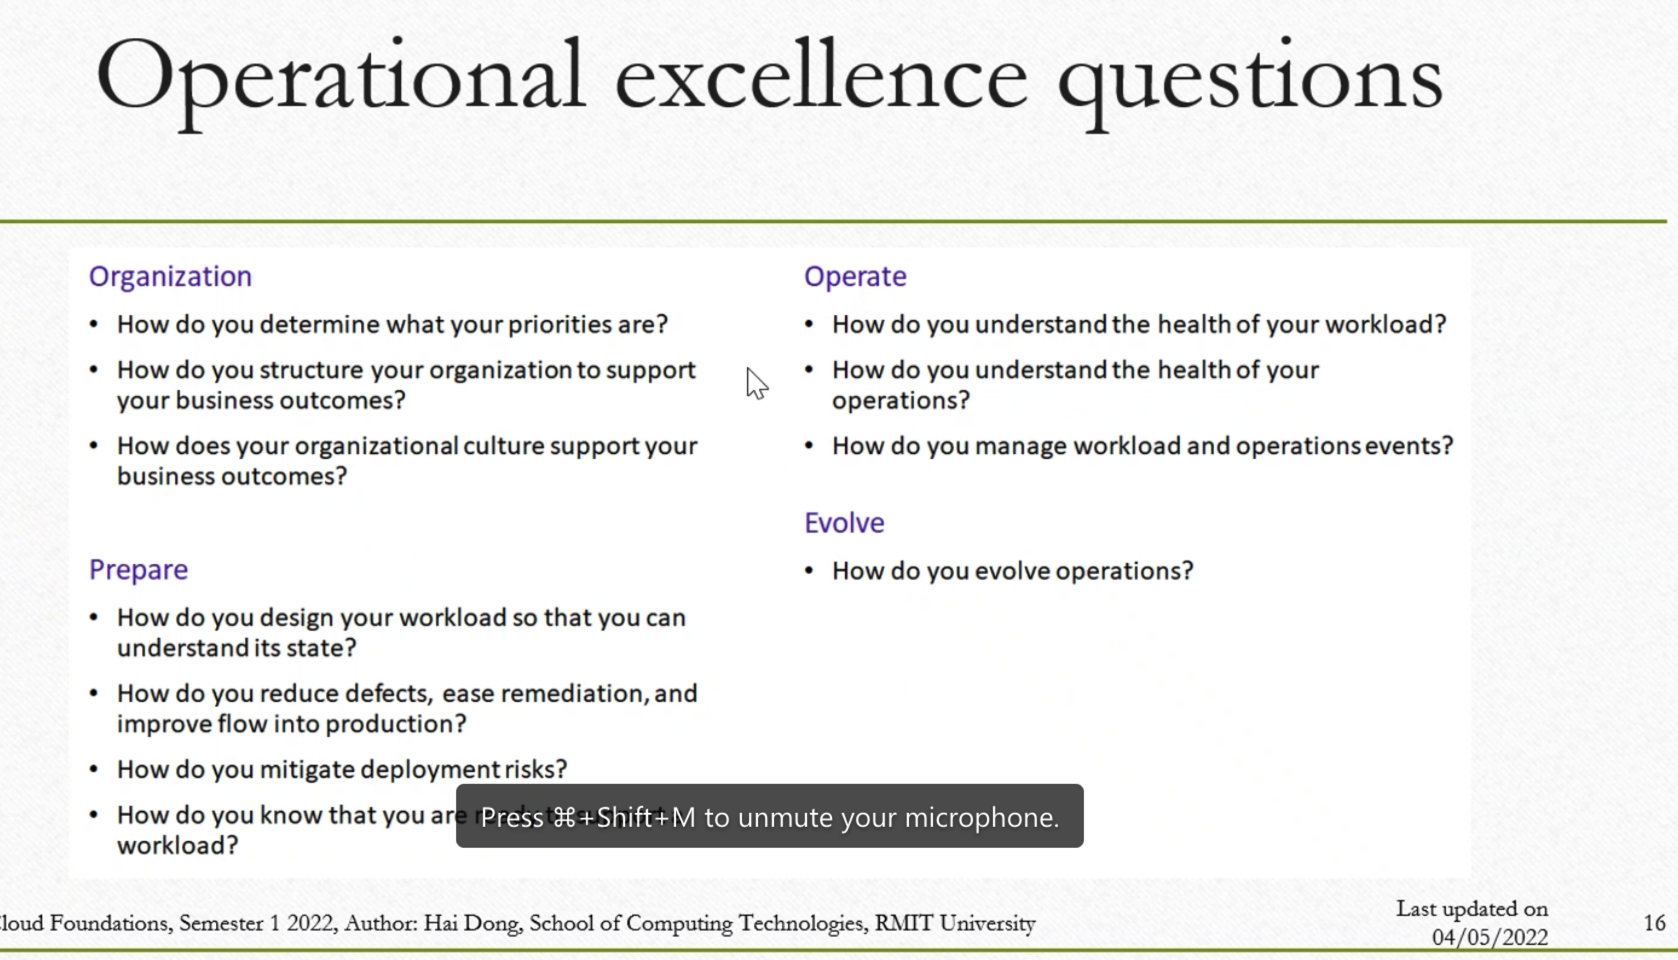 Operational excellence questions
Organization
• How do you determine what your priorities are?
• How do you structure your organization to support
your business outcomes?
• How does your organizational culture support your
business outcomes?
Prepare
• How do you design your workload so that you can
understand its state?
• How do you reduce defects, ease remediation, and
improve flow into production?
• How do you mitigate deployment risks?
• How do you know that you are
workload?
Operate
• How do you understand the health of your workload?
• How do you understand the health of your
operations?
• How do you manage workload and operations events?
Evolve
• How do you evolve operations?
Press ⌘+Shift+M to unmute your microphone.
loud Foundations, Semester 1 2022, Author: Hai Dong, School of Computing Technologies, RMIT University
Last updated on
04/05/2022
16